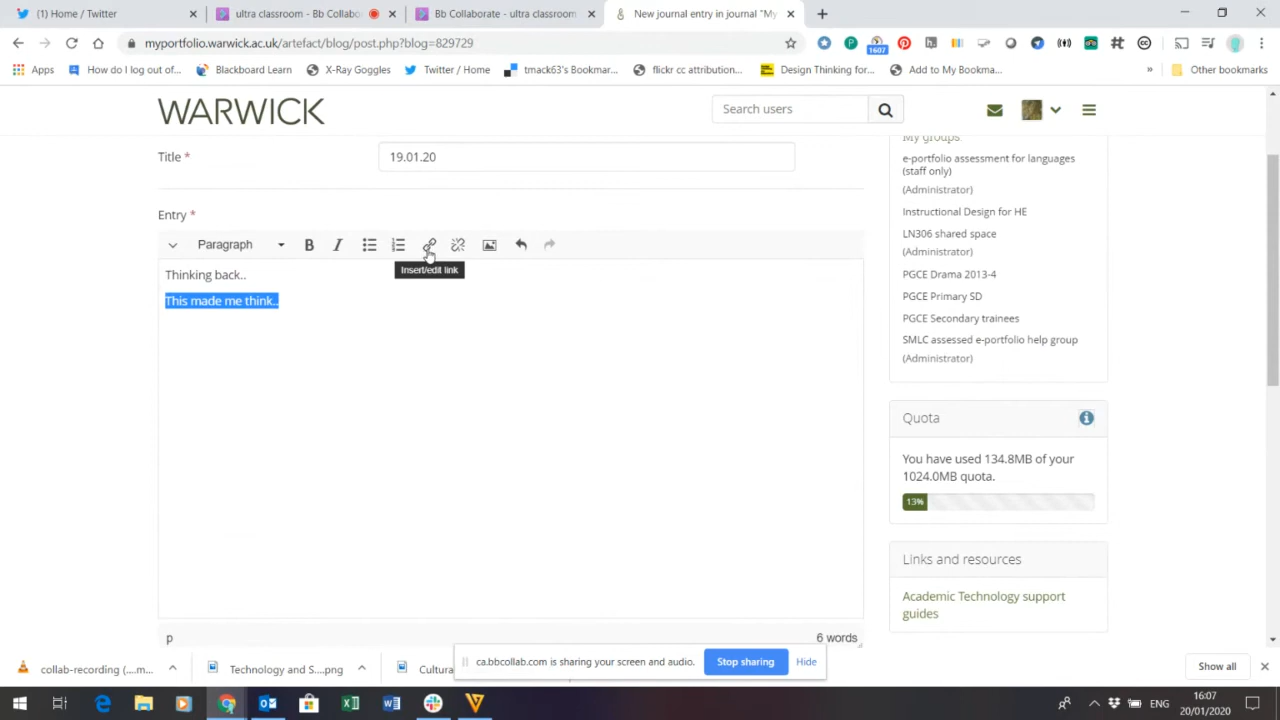 (1) Home / Twitter
ultra classroom – Bb Collabo
Bb Collaborate - ultra classroom
New journal entry in journal "My
myportfolio.warwick.ac.uk/artefact/blog/post.php?blog=829729
1607
Apps
How do I log out of...
Blackboard Learn
X-Ray Goggles
Twitter / Home
tmack63's Bookmar...
flickr cc attribution...
Design Thinking for...
Add to My Bookma...
»
Other bookmarks
WARWICK
Search users
Title *
19.01.20
Entry *
Paragraph
B
I
Insert/edit link
Thinking back..
This made me think..
p
6 words
My groups:
e-portfolio assessment for languages
(staff only)
(Administrator)
Instructional Design for HE
LN306 shared space
(Administrator)
PGCE Drama 2013-4
PGCE Primary SD
PGCE Secondary trainees
SMLC assessed e-portfolio help group
(Administrator)
Quota
You have used 134.8MB of your
1024.0MB quota.
13%
Links and resources
Academic Technology support
guides
collab-recording (....m...
Technology and S....png
Cultura
ca.bbcollab.com is sharing your screen and audio.
Stop sharing
Hide
Show all
ENG
16:07
20/01/2020